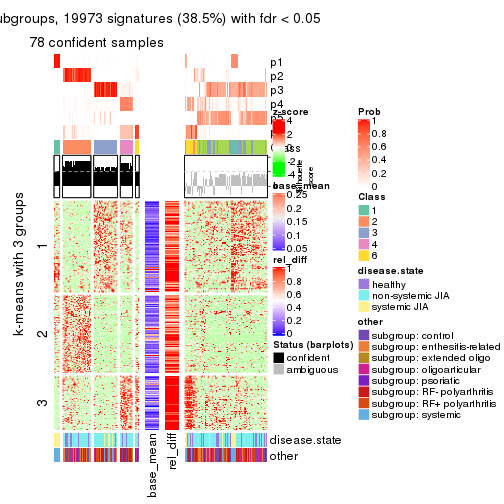 subgroups, 19973 signatures (38.5%) with fdr < 0.05
78 confident samples
p1
p2
p3
p4
z-score
4
2
0
-2
-4
Class
Silhouette
score
base_mean
0.25
0.2
0.15
0.1
0.05
rel_diff
1
0.8
0.6
0.4
0.2
0
Status (barplots)
confident
ambiguous
Prob
1
0.8
0.6
0.4
0.2
0
Class
1
2
3
4
6
disease.state
healthy
non-systemic JIA
systemic JIA
other
subgroup: control
subgroup: enthesitis-related
subgroup: extended oligo
subgroup: oligoarticular
subgroup: psoriatic
subgroup: RF- polyarthritis
subgroup: RF+ polyarthritis
subgroup: systemic
k-means with 3 groups
1
2
3
disease.state
other
base_mean
rel_diff